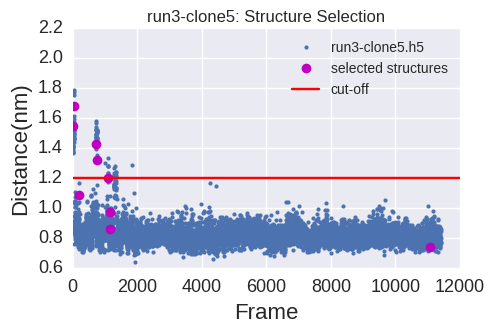 run3-clone5: Structure Selection
2.2
2.0
1.8
1.6
1.4
1.2
1.0
0.8
0.6
Distance(nm)
run3-clone5.h5
selected structures
cut-off
0 2000 4000 6000 8000 10000 12000
Frame